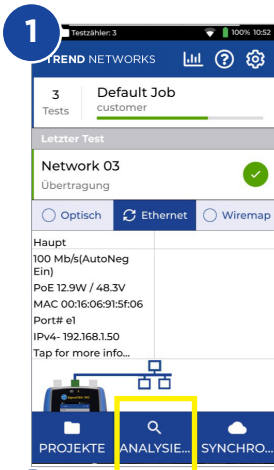 1
Testzähler: 3
100% 10:52
TREND NETWORKS
3
Tests
Default Job
customer
Letzter Test
Network 03
Übertragung
Optisch
Ethernet
Wiremap
Haupt
100 Mb/s(AutoNeg
Ein)
PoE 12.9W / 48.3V
MAC 00:16:06:91:5f:06
Port# e1
IPv4- 192.168.1.50
Tap for more info...
PROJEKTE
ANALYSIE...
SYNCHRO...